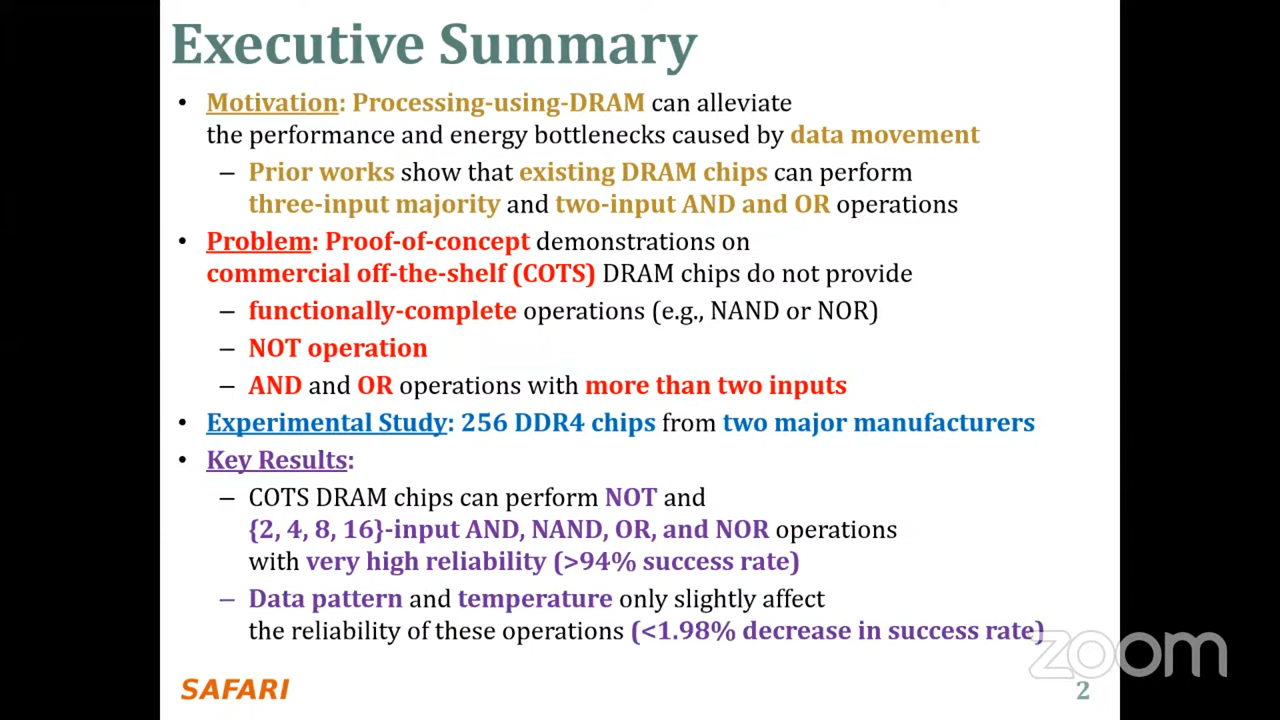 Executive Summary
• Motivation: Processing-using-DRAM can alleviate
the performance and energy bottlenecks caused by data movement
– Prior works show that existing DRAM chips can perform
three-input majority and two-input AND and OR operations
• Problem: Proof-of-concept demonstrations on
commercial off-the-shelf (COTS) DRAM chips do not provide
– functionally-complete operations (e.g., NAND or NOR)
– NOT operation
– AND and OR operations with more than two inputs
• Experimental Study: 256 DDR4 chips from two major manufacturers
• Key Results:
– COTS DRAM chips can perform NOT and
{2, 4, 8, 16}-input AND, NAND, OR, and NOR operations
with very high reliability (>94% success rate)
– Data pattern and temperature only slightly affect
the reliability of these operations (<1.98% decrease in success rate)
zoom
SAFARI
2